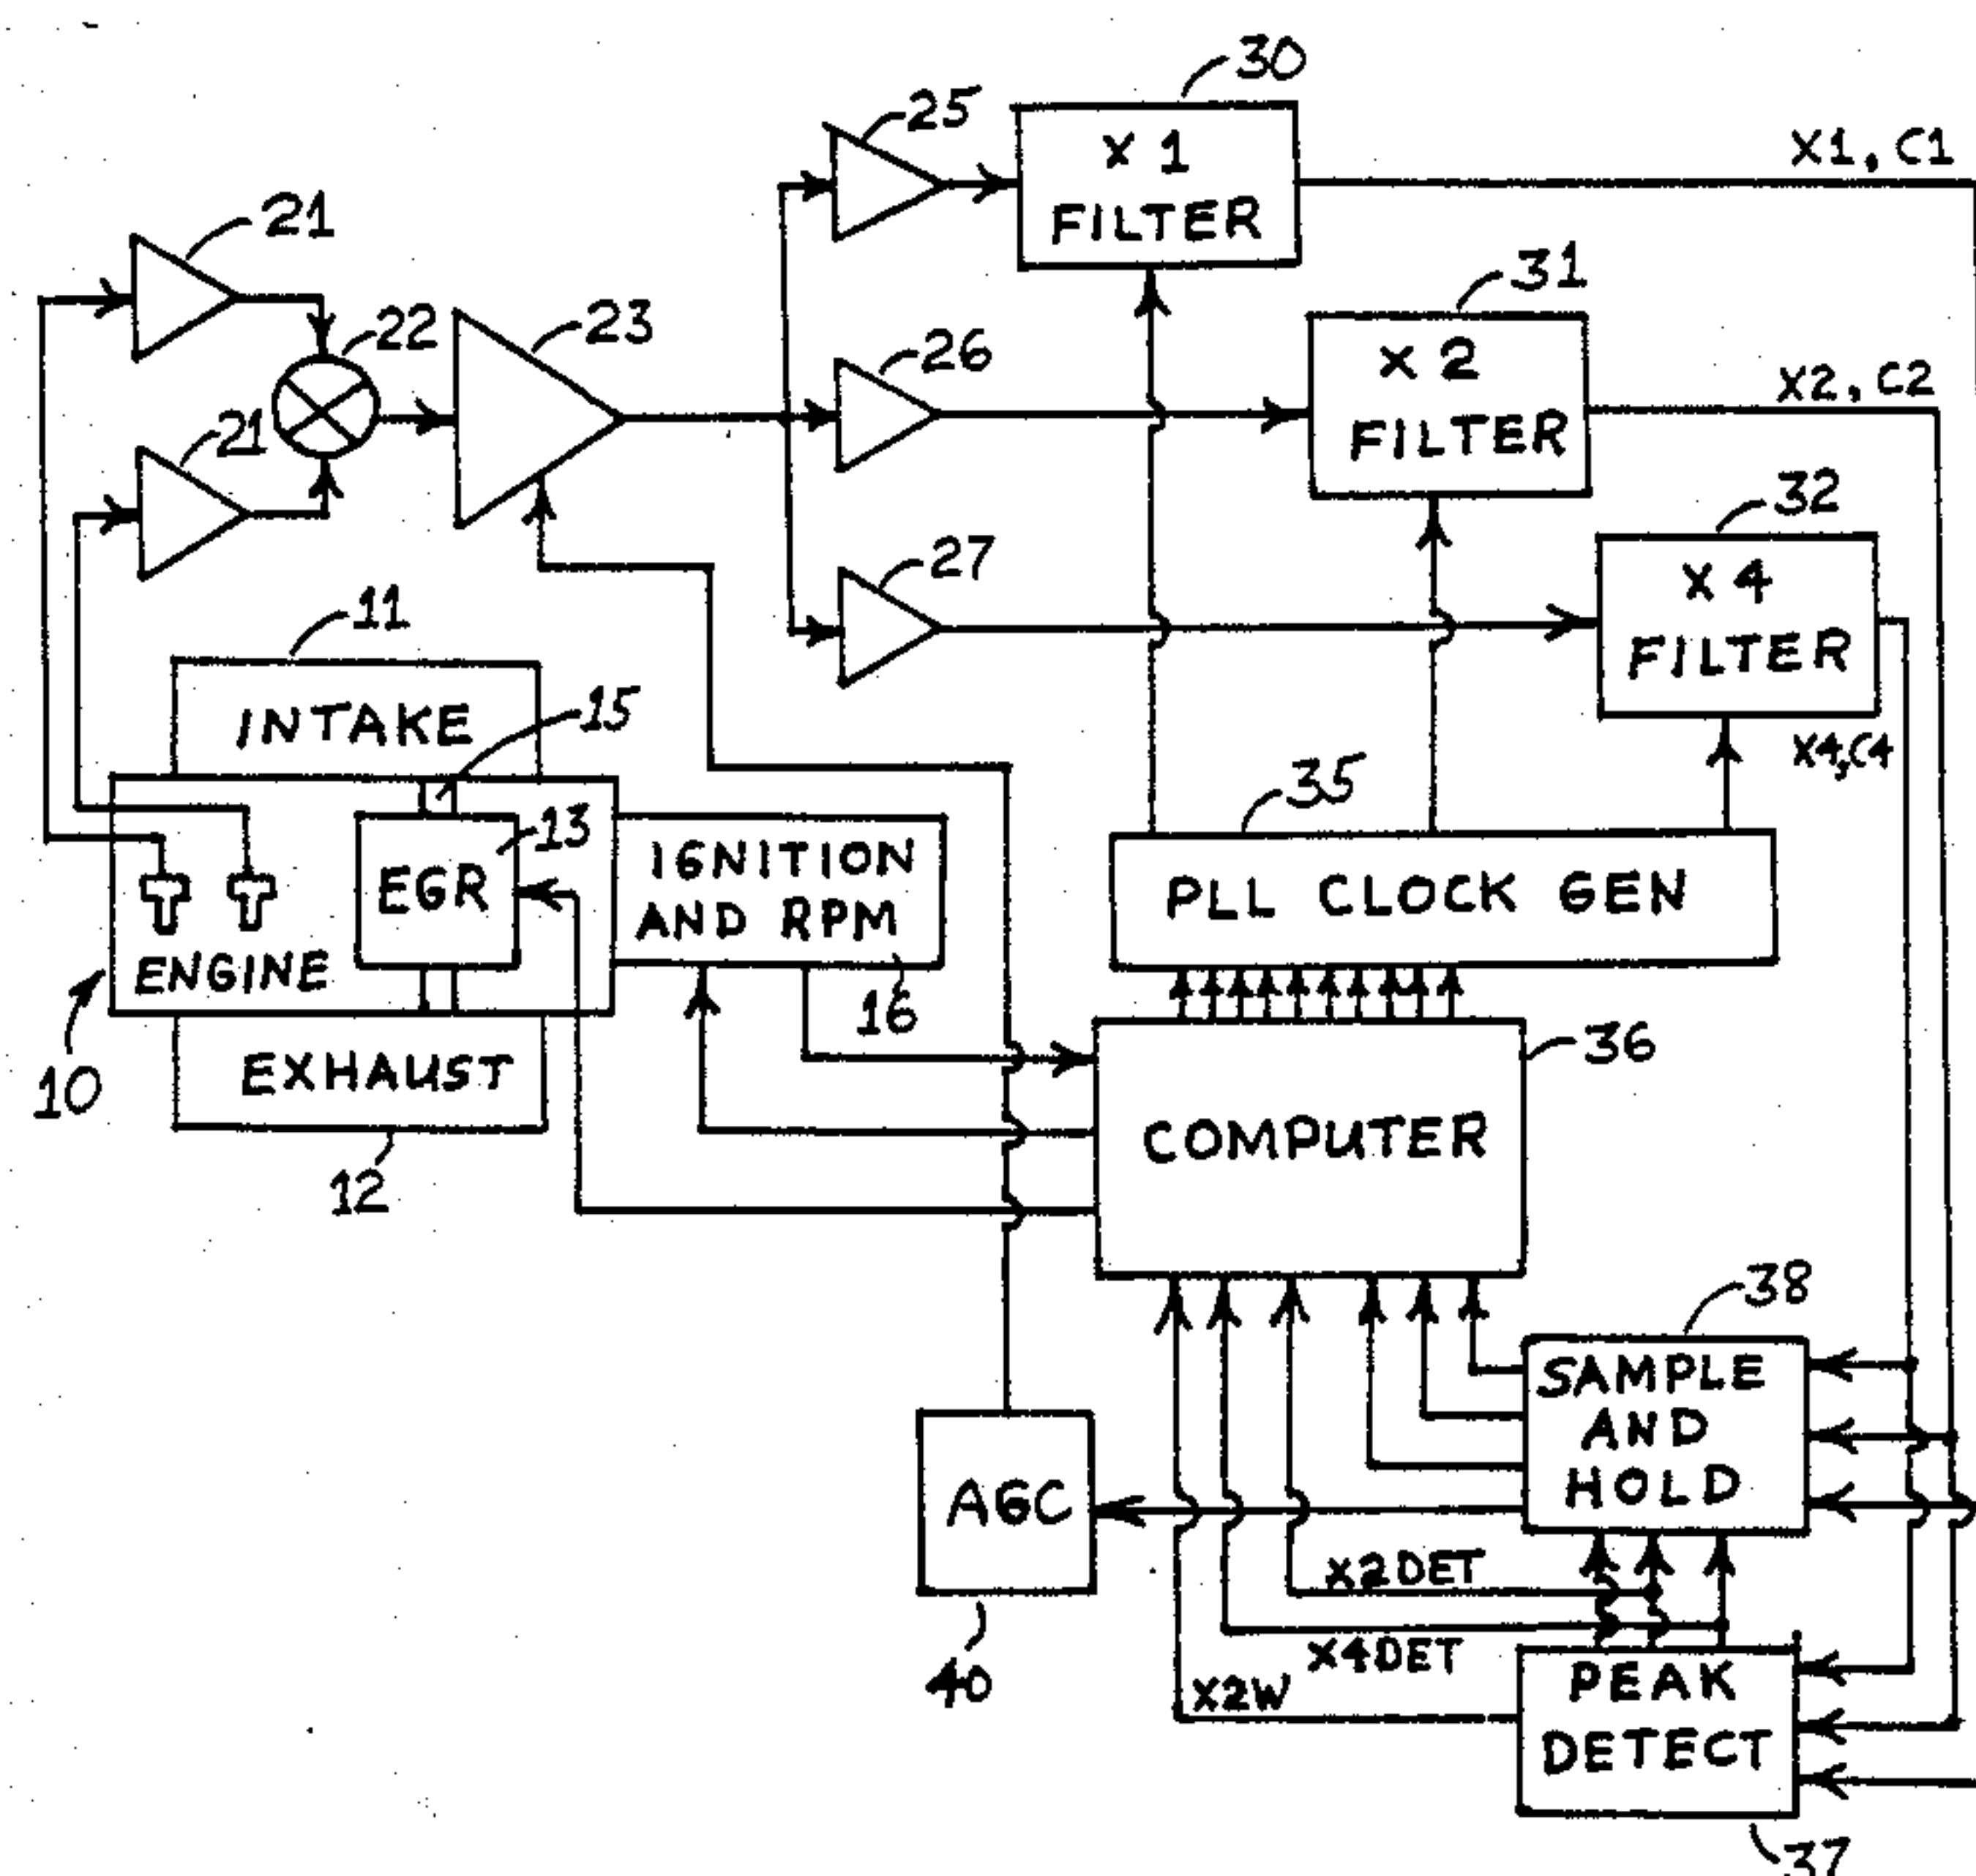 30
25
X 1
FILTER
X1, C1
21
31
22
23
26
X 2
FILTER
X2, C2
21
32
27
X 4
FILTER
11
INTAKE
15
X4,C4
35
13
EGR
IGNITION
AND RPM
PLL CLOCK GEN
ENGINE
16
36
10
EXHAUST
COMPUTER
12
38
SAMPLE
AND
HOLD
AGC
X2DET
X4DET
40
X2W
PEAK
DETECT
37